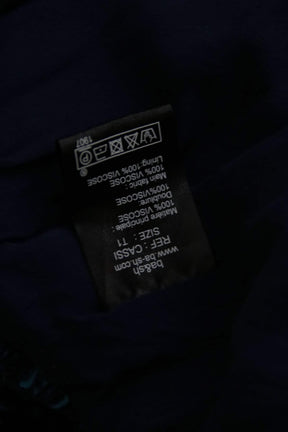 ba&sh
www.ba-sh.com
REF : CASSI
SIZE : T1
Matière principale :
100% VISCOSE
Doublure:
100%VISCOSE
Main fabric :
100% VISCOSE
Lining:100% VISCOSE
P
1907